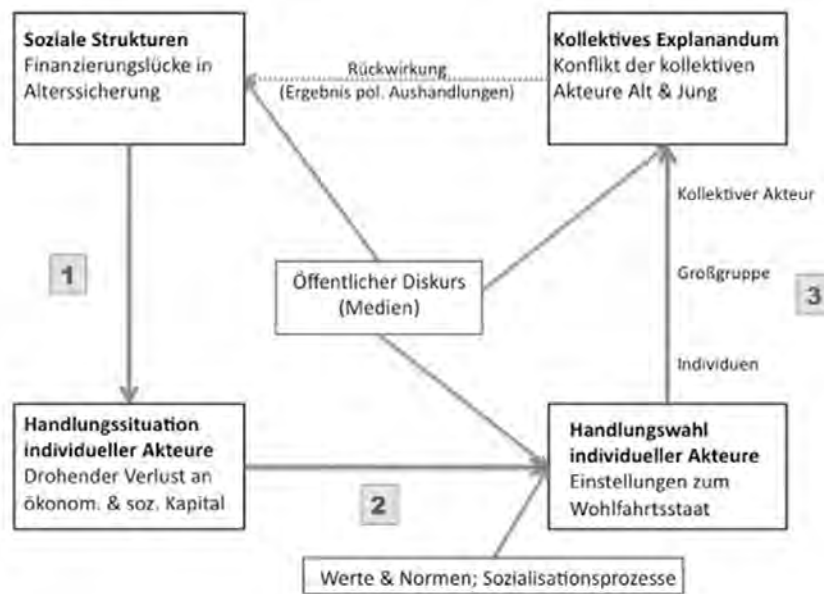 Soziale Strukturen
Finanzierungslücke in
Alterssicherung
Rückwirkung
(Ergebnis pol. Aushandlungen)
Kollektives Explanandum
Konflikt der kollektiven
Akteure Alt & Jung
1
Öffentlicher Diskurs
(Medien)
Kollektiver Akteur
Großgruppe
Individuen
3
Handlungssituation
individueller Akteure
Drohender Verlust an
ökonom. & soz. Kapital
2
Handlungswahl
individueller Akteure
Einstellungen zum
Wohlfahrtsstaat
Werte & Normen; Sozialisationsprozesse